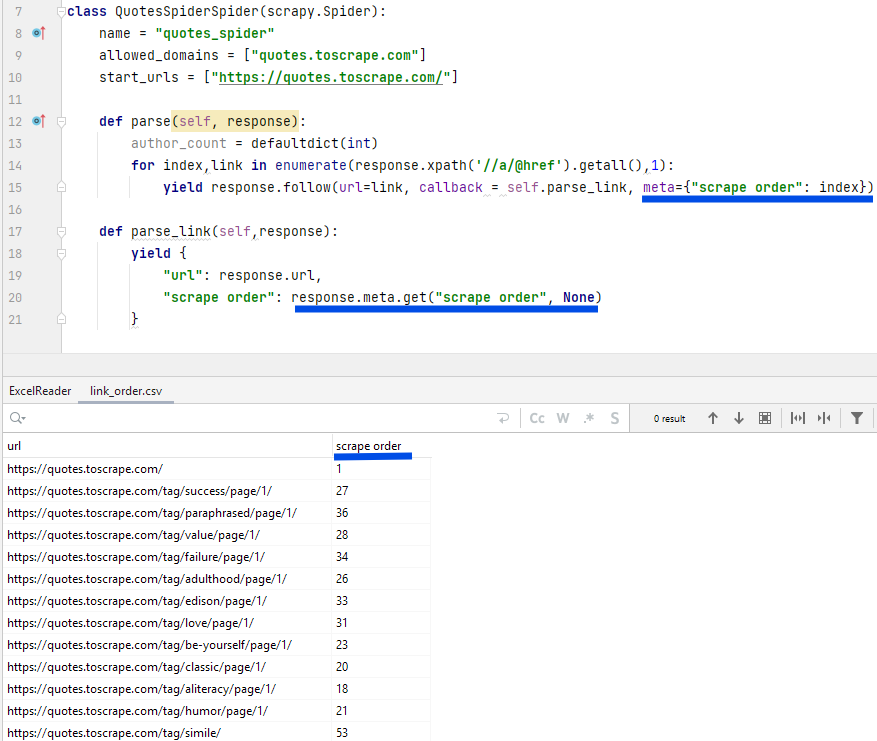 7 class QuotesSpiderSpider(scrapy.Spider):
8 name = "quotes_spider"
9 allowed_domains = ["quotes.toscrape.com"]
10 start_urls = ["https://quotes.toscrape.com/"]
11
12 def parse(self, response):
13 author_count = defaultdict(int)
14 for index,link in enumerate(response.xpath('//a/@href').getall(),1):
15 yield response.follow(url=link, callback = self.parse_link, meta={"scrape order": index})
16
17 def parse_link(self,response):
18 yield {
19 "url": response.url,
20 "scrape order": response.meta.get("scrape order", None)
21 }
ExcelReader link_order.csv
Cc W .* S 0 result
url scrape order
https://quotes.toscrape.com/ 1
https://quotes.toscrape.com/tag/success/page/1/ 27
https://quotes.toscrape.com/tag/paraphrased/page/1/ 36
https://quotes.toscrape.com/tag/value/page/1/ 28
https://quotes.toscrape.com/tag/failure/page/1/ 34
https://quotes.toscrape.com/tag/adulthood/page/1/ 26
https://quotes.toscrape.com/tag/edison/page/1/ 33
https://quotes.toscrape.com/tag/love/page/1/ 31
https://quotes.toscrape.com/tag/be-yourself/page/1/ 23
https://quotes.toscrape.com/tag/classic/page/1/ 20
https://quotes.toscrape.com/tag/aliteracy/page/1/ 18
https://quotes.toscrape.com/tag/humor/page/1/ 21
https://quotes.toscrape.com/tag/simile/ 53